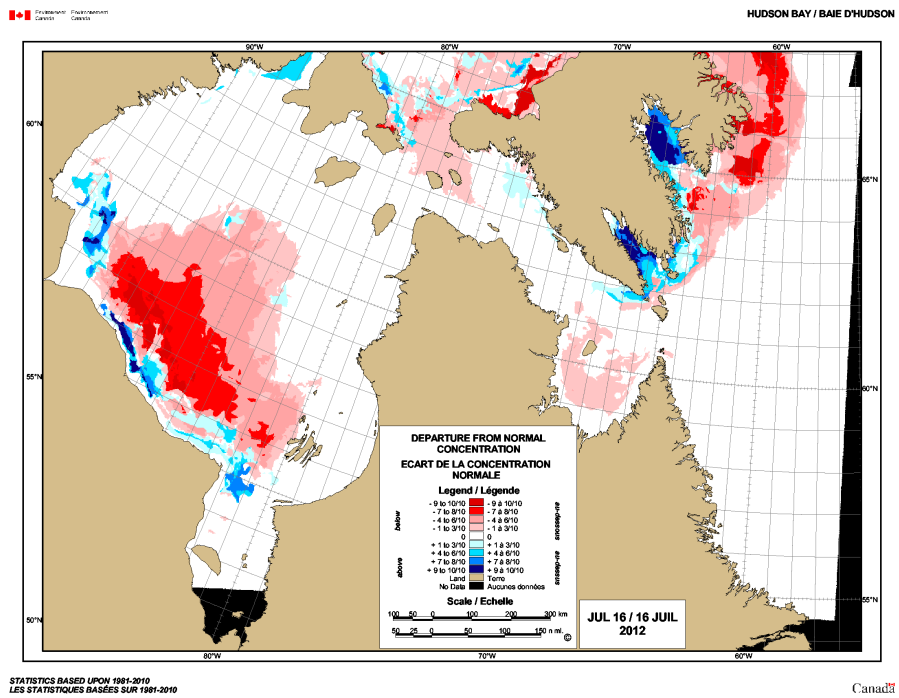 Environment Environnement
Canada Canada
HUDSON BAY / BAIE D'HUDSON
90°W 80°W 70°W 60°W
60°N
65°N
55°N
60°N
50°N
55°N
80°W 70°W 60°W
DEPARTURE FROM NORMAL
CONCENTRATION
ECART DE LA CONCENTRATION
NORMALE
Legend / Légende
- 9 to 10/10 - 9 à 10/10
- 7 to 8/10 - 7 à 8/10
- 4 to 6/10 - 4 à 6/10
- 1 to 3/10 - 1 à 3/10
0 0
+ 1 to 3/10 + 1 à 3/10
+ 4 to 6/10 + 4 à 6/10
+ 7 to 8/10 + 7 à 8/10
+ 9 to 10/10 + 9 à 10/10
Land Terre
No Data Aucunes données
below
above
au-dessous
au-dessus
Scale / Echelle
100 50 0 100 200 300 km
50 25 0 50 100 150 n mi.
©
JUL 16 / 16 JUIL
2012
STATISTICS BASED UPON 1981-2010
LES STATISTIQUES BASÉES SUR 1981-2010
Canada